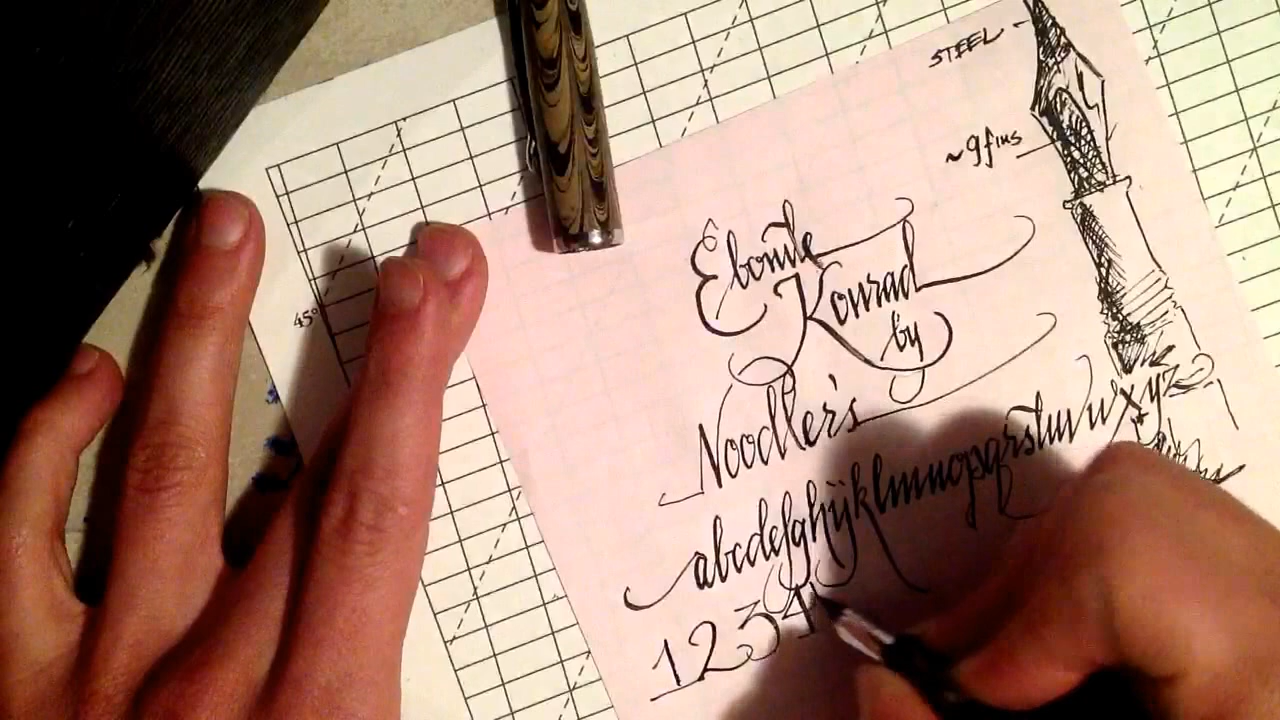 STEEL
~9 fins
Ebonite
Konrad
by
Noodler's
abcdefghijklmnopqrstuvwxyz
1234
45°